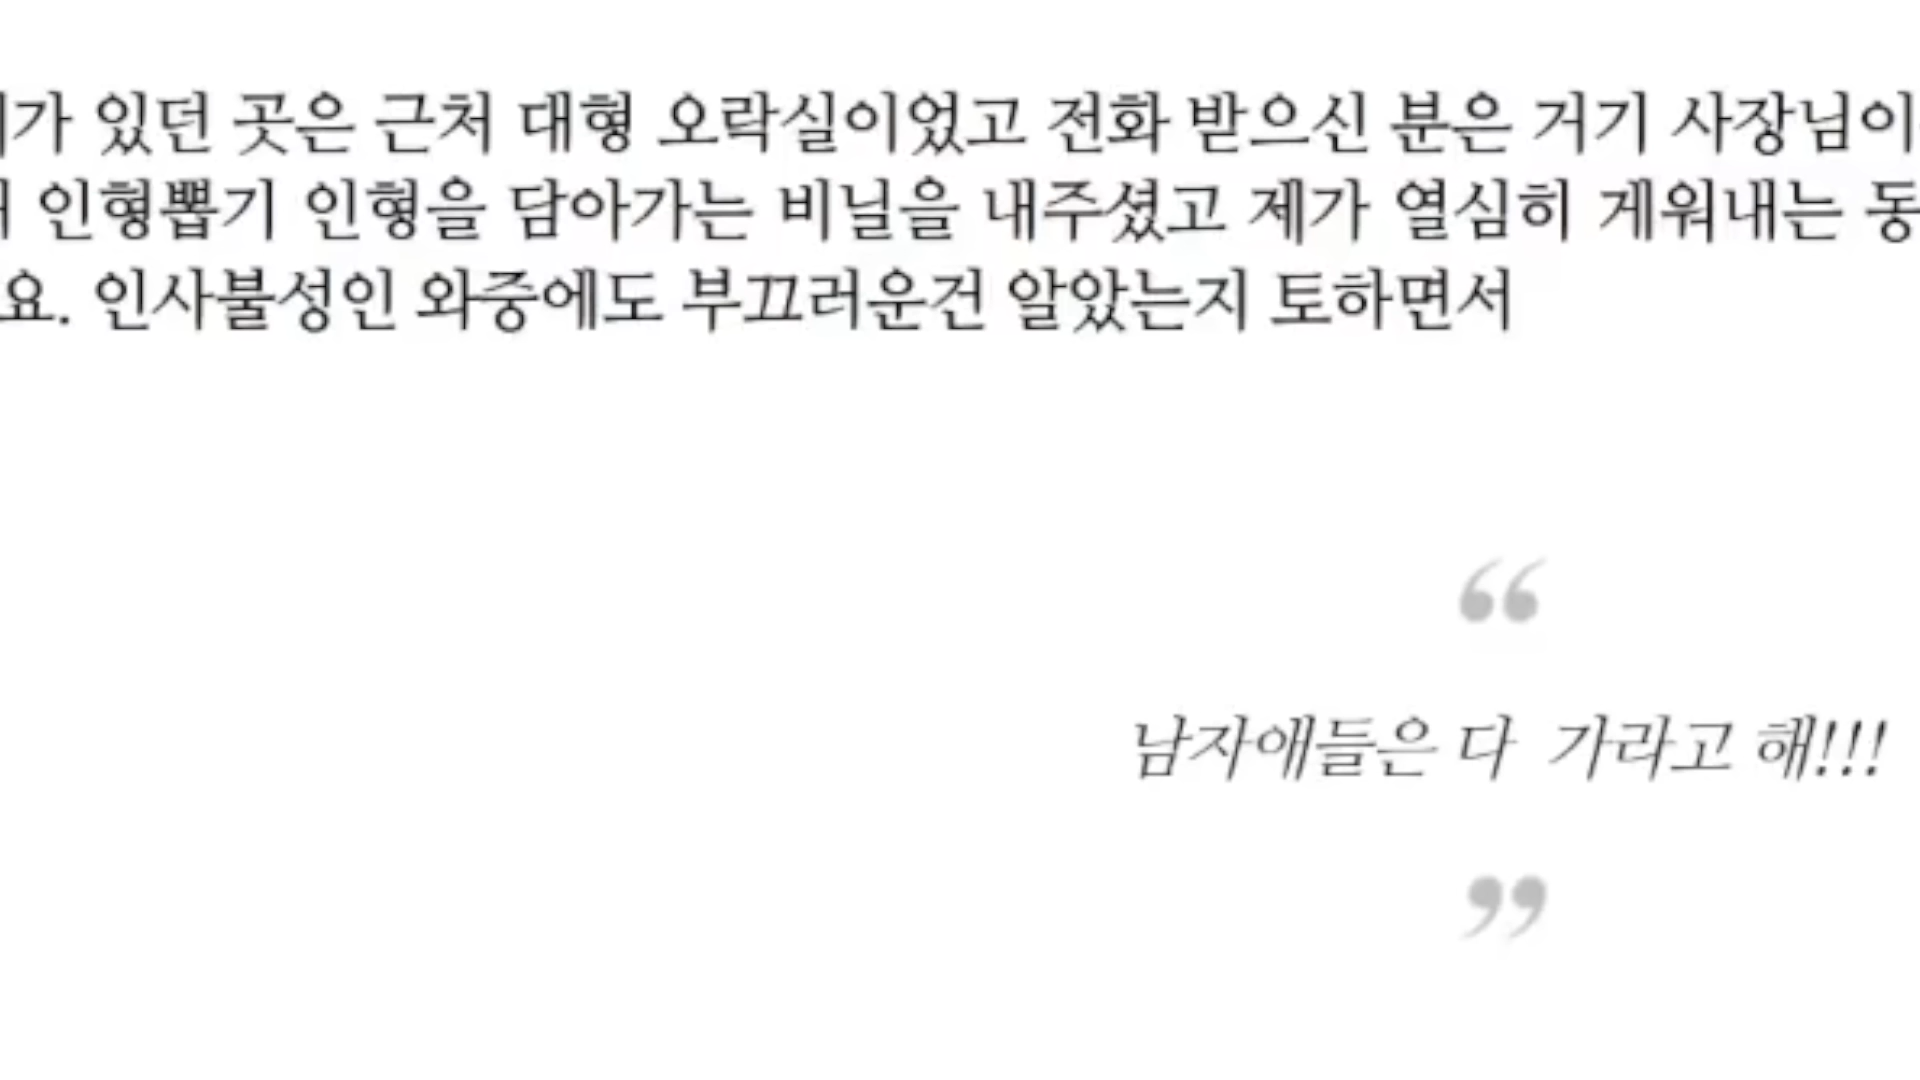 가 있던 곳은 근처 대형 오락실이었고 전화 받으신 분은 거기 사장님이
인형뽑기 인형을 담아가는 비닐을 내주셨고 제가 열심히 게워내는 동
요. 인사불성인 와중에도 부끄러운건 알았는지 토하면서
“
남자애들은 다 가라고 해!!!
”